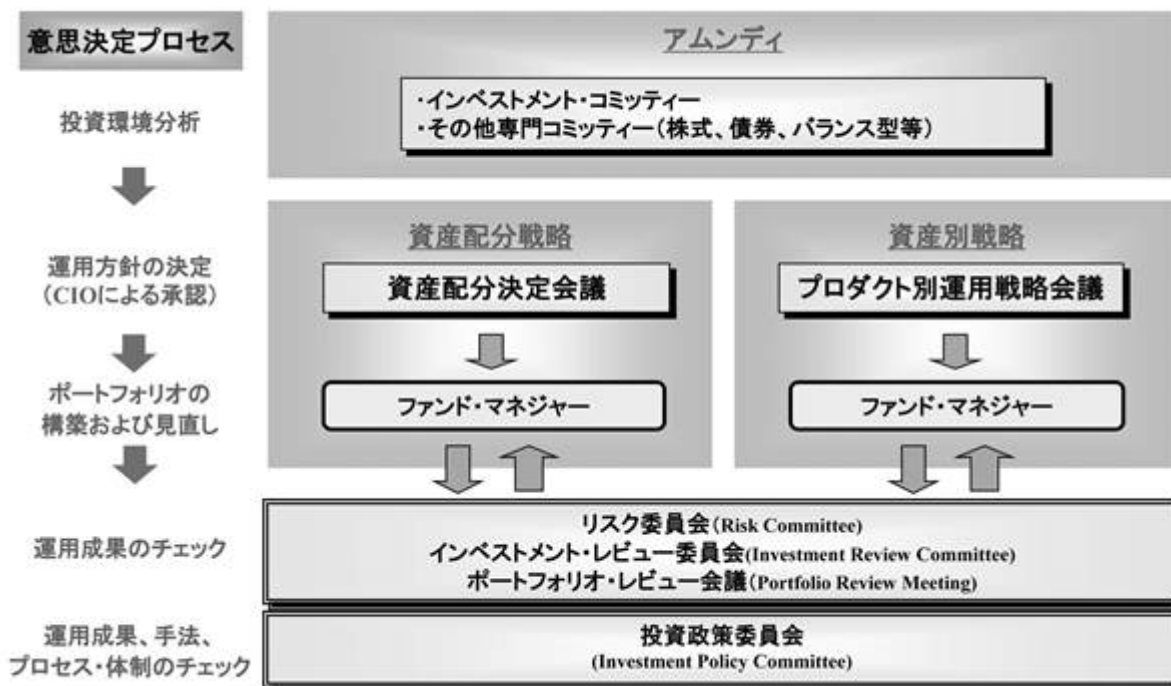 意思決定プロセス
アムンディ
投資環境分析
・インベストメント・コミッティー
・その他専門コミッティー（株式、債券、バランス型等）
運用方針の決定
（CIOによる承認）
資産配分戦略
資産配分決定会議
資産別戦略
プロダクト別運用戦略会議
ポートフォリオの
構築および見直し
ファンド・マネジャー
ファンド・マネジャー
運用成果のチェック
リスク委員会(Risk Committee)
インベストメント・レビュー委員会(Investment Review Committee)
ポートフォリオ・レビュー会議(Portfolio Review Meeting)
運用成果、手法、
プロセス・体制のチェック
投資政策委員会
(Investment Policy Committee)